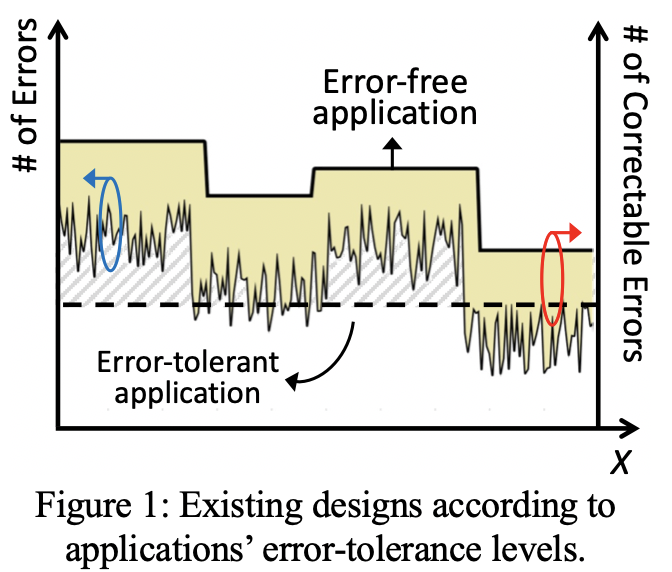 # of Errors
# of Correctable Errors
Error-free
application
Error-tolerant
application
X
Figure 1: Existing designs according to
applications’ error-tolerance levels.